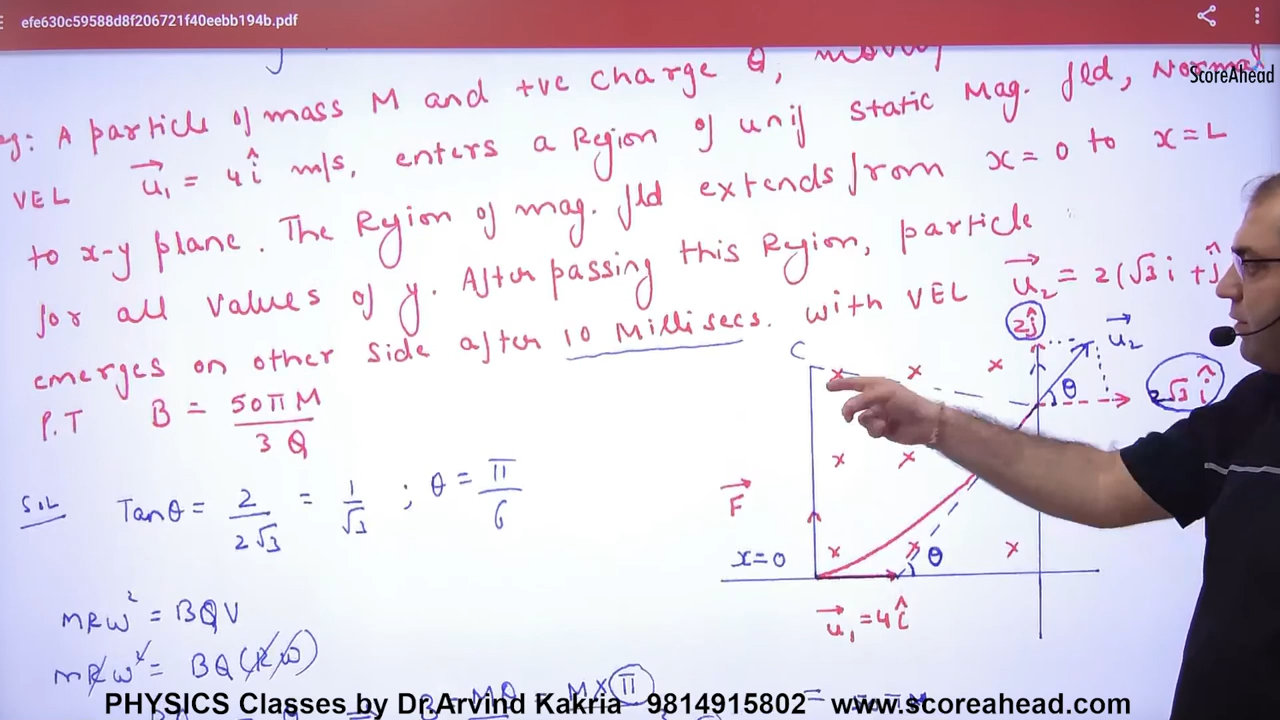 efe630c59588d8f206721f40eebb194b.pdf
ScoreAhead
eg: A particle of mass M and +ve charge Q, moving
VEL u₁ = 4î m/s, enters a Region of unif static Mag. fld, Normal
to x-y plane. The Region of mag. fld extends from x=0 to x=L
for all values of y. After passing this Region, particle
emerges on other side after 10 Millisecs. with VEL u₂ = 2(√3 i + ĵ
P.T B = 50πM / 3Q
Sol Tanθ = 2/2√3 = 1/√3 ; θ = π/6
mRω² = BQV
mRω² = BQ(Rω)
C
2ĵ
u₂
θ
2√3 î
F
x=0
θ
u₁ = 4î
PHYSICS Classes by Dr.Arvind Kakria 9814915802 www.scoreahead.com